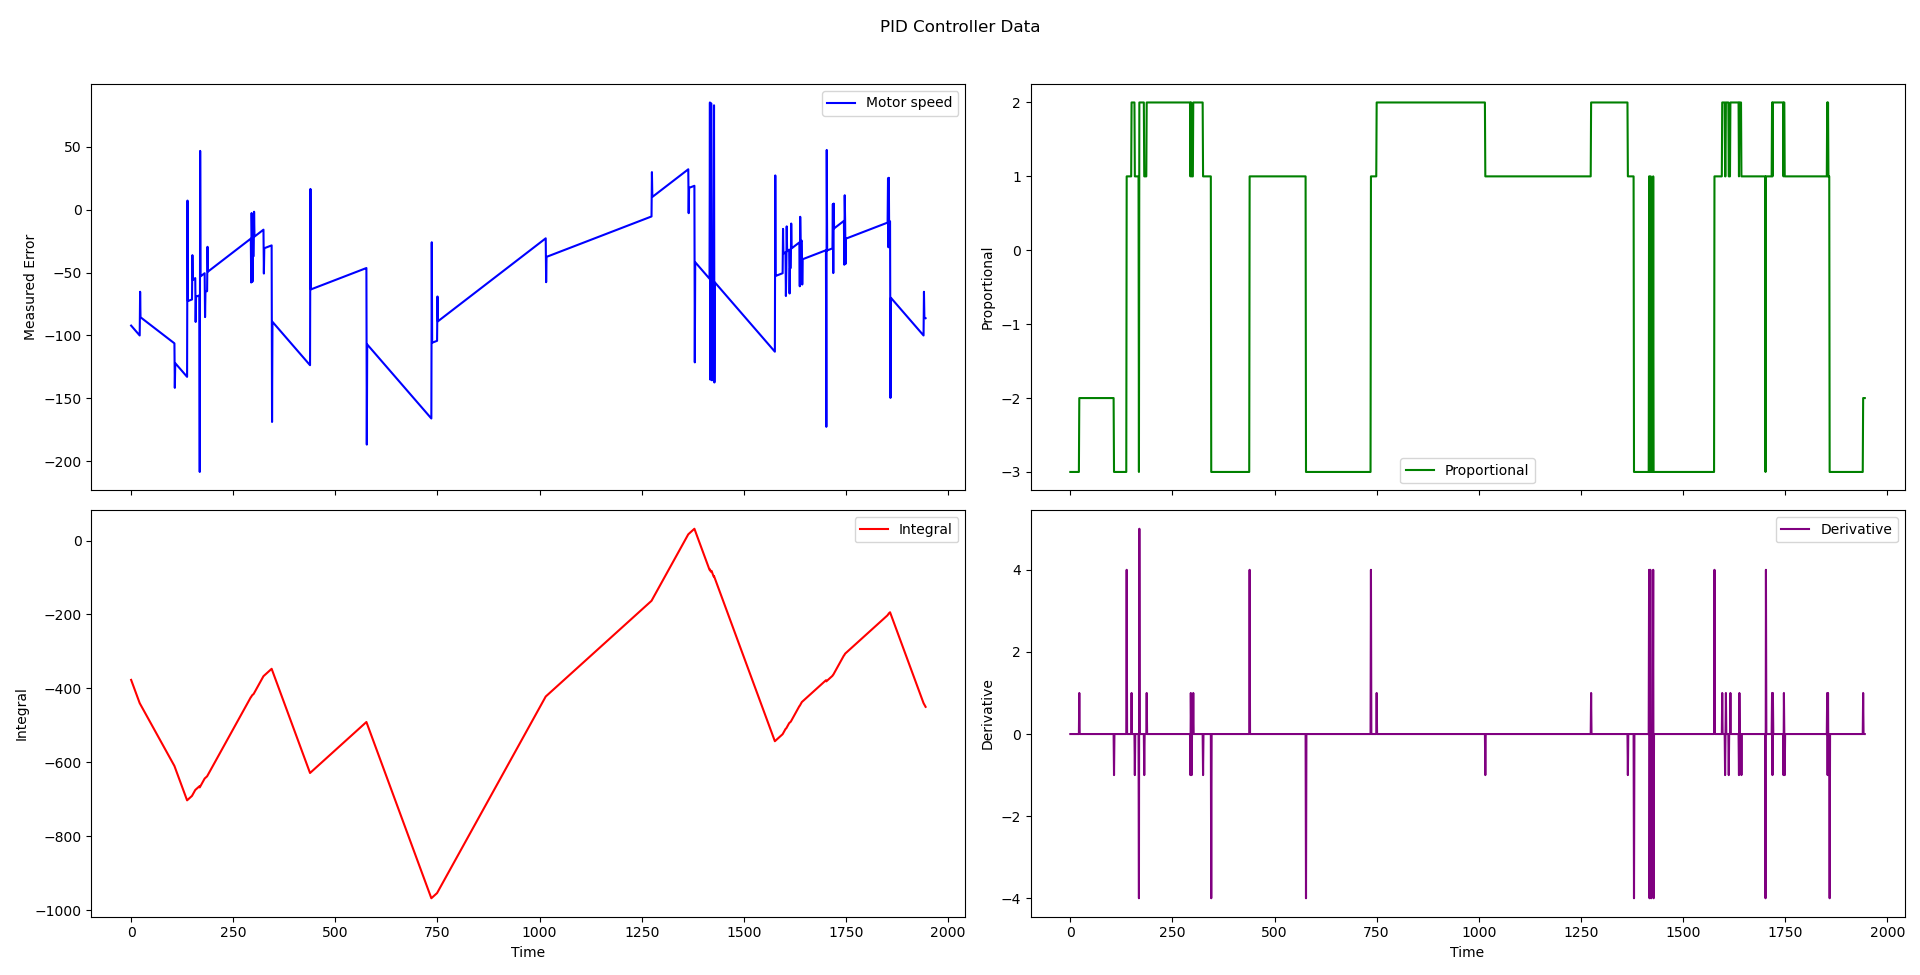 PID Controller Data
Motor speed
Measured Error
50
0
−50
−100
−150
−200
Proportional
2
1
0
−1
−2
−3
Proportional
Integral
Integral
0
−200
−400
−600
−800
−1000
0 250 500 750 1000 1250 1500 1750 2000
Time
Derivative
Derivative
4
2
0
−2
−4
0 250 500 750 1000 1250 1500 1750 2000
Time